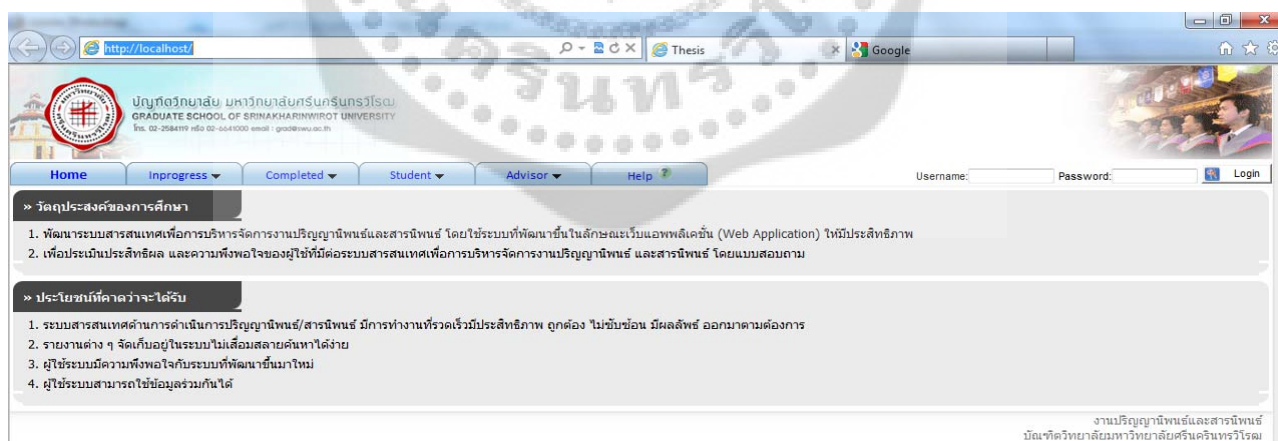 http://localhost/
Thesis
Google
บัณฑิตวิทยาลัย มหาวิทยาลัยศรีนครินทรวิโรฒ
GRADUATE SCHOOL OF SRINAKHARINWIROT UNIVERSITY
โทร. 02-2584119 หรือ 02-6641000 email : grad@swu.ac.th
Home Inprogress Completed Student Advisor Help Username: Password: Login
» วัตถุประสงค์ของการศึกษา
1. พัฒนาระบบสารสนเทศเพื่อการบริหารจัดการงานปริญญานิพนธ์และสารนิพนธ์ โดยใช้ระบบที่พัฒนาขึ้นในลักษณะเว็บแอพพลิเคชั่น (Web Application) ให้มีประสิทธิภาพ
2. เพื่อประเมินประสิทธิผล และความพึงพอใจของผู้ใช้ที่มีต่อระบบสารสนเทศเพื่อการบริหารจัดการงานปริญญานิพนธ์ และสารนิพนธ์ โดยแบบสอบถาม
» ประโยชน์ที่คาดว่าจะได้รับ
1. ระบบสารสนเทศด้านการดำเนินการปริญญานิพนธ์/สารนิพนธ์ มีการทำงานที่รวดเร็วมีประสิทธิภาพ ถูกต้อง ไม่ซับซ้อน มีผลลัพธ์ ออกมาตามต้องการ
2. รายงานต่าง ๆ จัดเก็บอยู่ในระบบไม่เสื่อมสลายค้นหาได้ง่าย
3. ผู้ใช้ระบบมีความพึงพอใจกับระบบที่พัฒนาขึ้นมาใหม่
4. ผู้ใช้ระบบสามารถใช้ข้อมูลร่วมกันได้
งานปริญญานิพนธ์และสารนิพนธ์
บัณฑิตวิทยาลัยมหาวิทยาลัยศรีนครินทรวิโรฒ